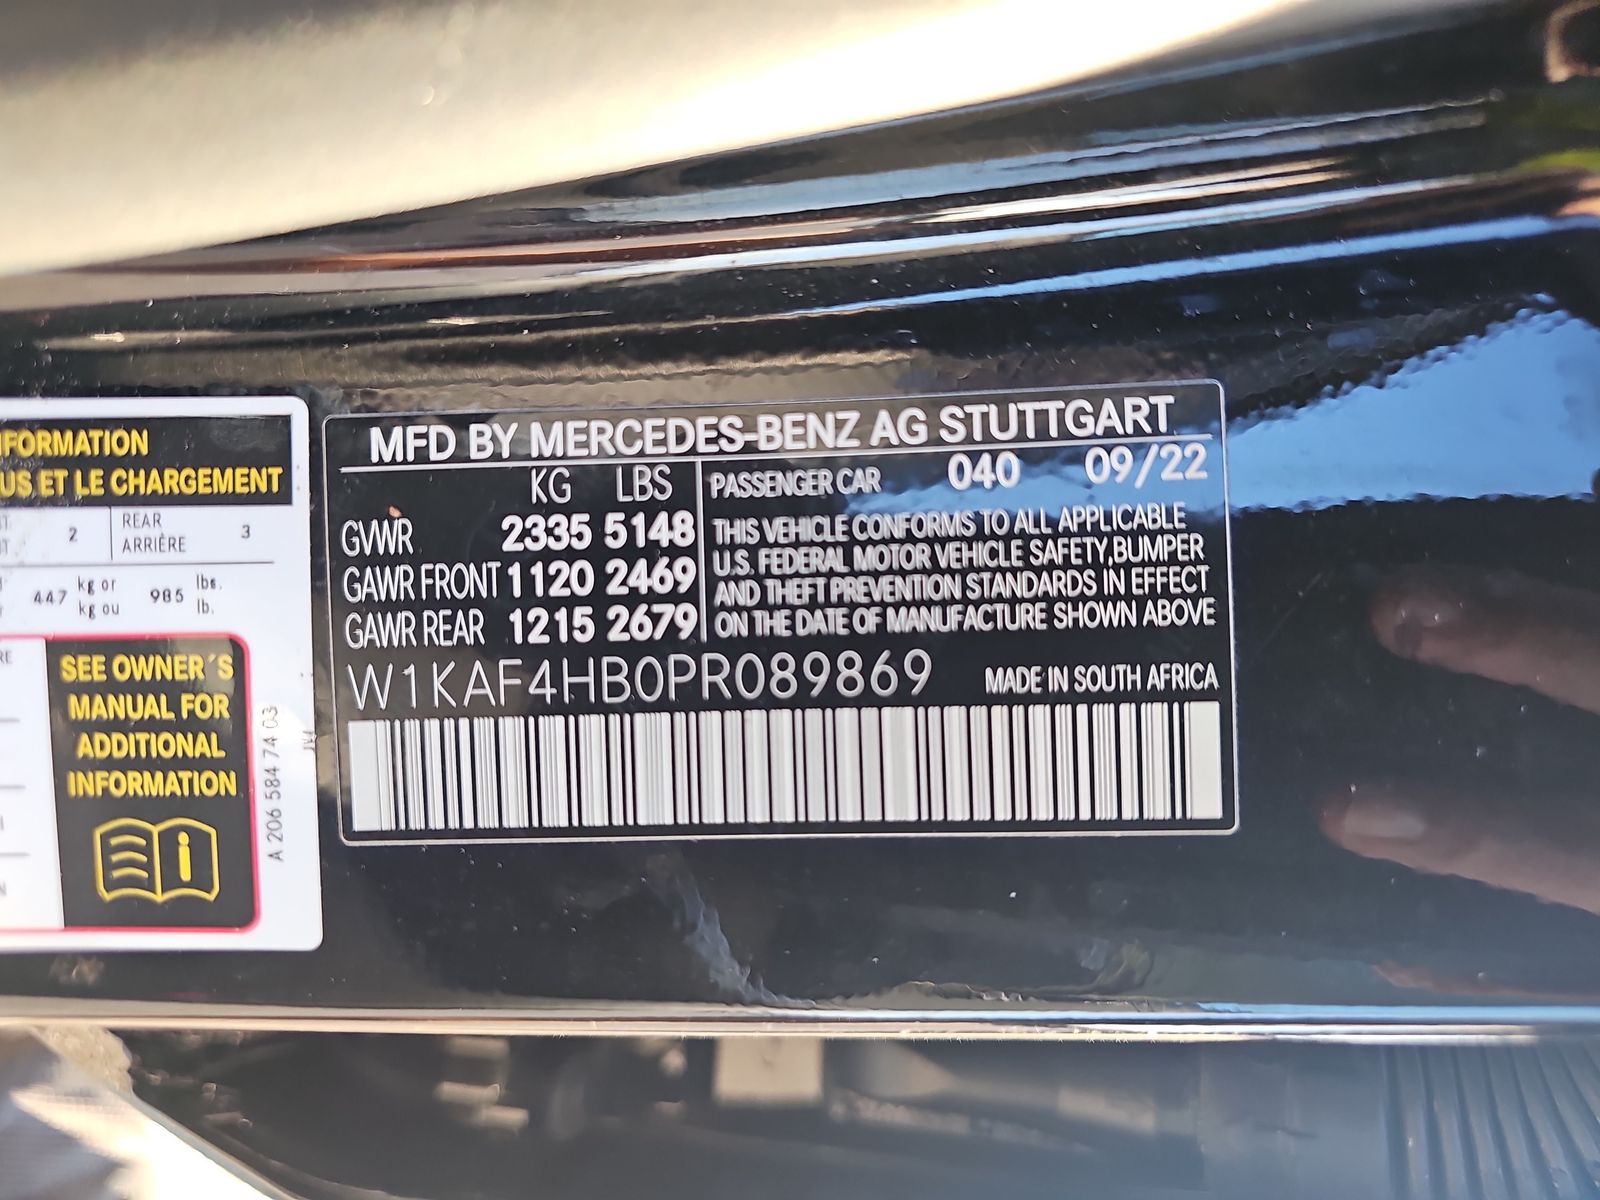 NFORMATION
US ET LE CHARGEMENT
2
REAR
ARRIÈRE
3
447
kg or
kg ou
985
lbs.
lb.
SEE OWNER´S
MANUAL FOR
ADDITIONAL
INFORMATION
A 206 584 74 03
MFD BY MERCEDES-BENZ AG STUTTGART
KG LBS
GVWR 2335 5148
GAWR FRONT 1120 2469
GAWR REAR 1215 2679
PASSENGER CAR 040 09/22
THIS VEHICLE CONFORMS TO ALL APPLICABLE
U.S. FEDERAL MOTOR VEHICLE SAFETY,BUMPER
AND THEFT PREVENTION STANDARDS IN EFFECT
ON THE DATE OF MANUFACTURE SHOWN ABOVE
W1KAF4HB0PR089869
MADE IN SOUTH AFRICA